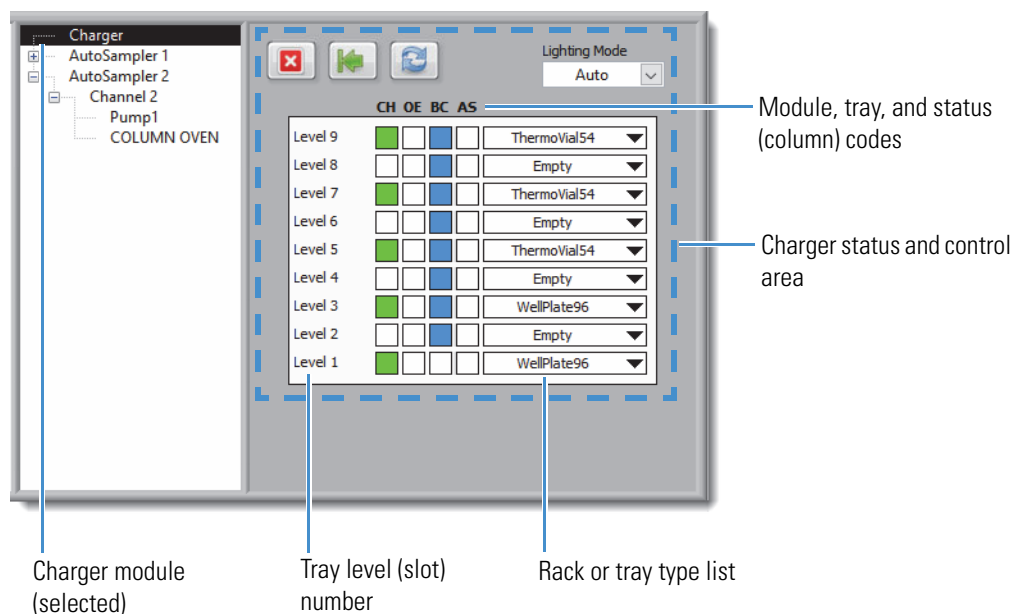 Charger
AutoSampler 1
AutoSampler 2
Channel 2
Pump1
COLUMN OVEN
Lighting Mode
Auto
CH OE BC AS
Level 9 ThermoVial54
Level 8 Empty
Level 7 ThermoVial54
Level 6 Empty
Level 5 ThermoVial54
Level 4 Empty
Level 3 WellPlate96
Level 2 Empty
Level 1 WellPlate96
Module, tray, and status
(column) codes
Charger status and control
area
Charger module
(selected)
Tray level (slot)
number
Rack or tray type list